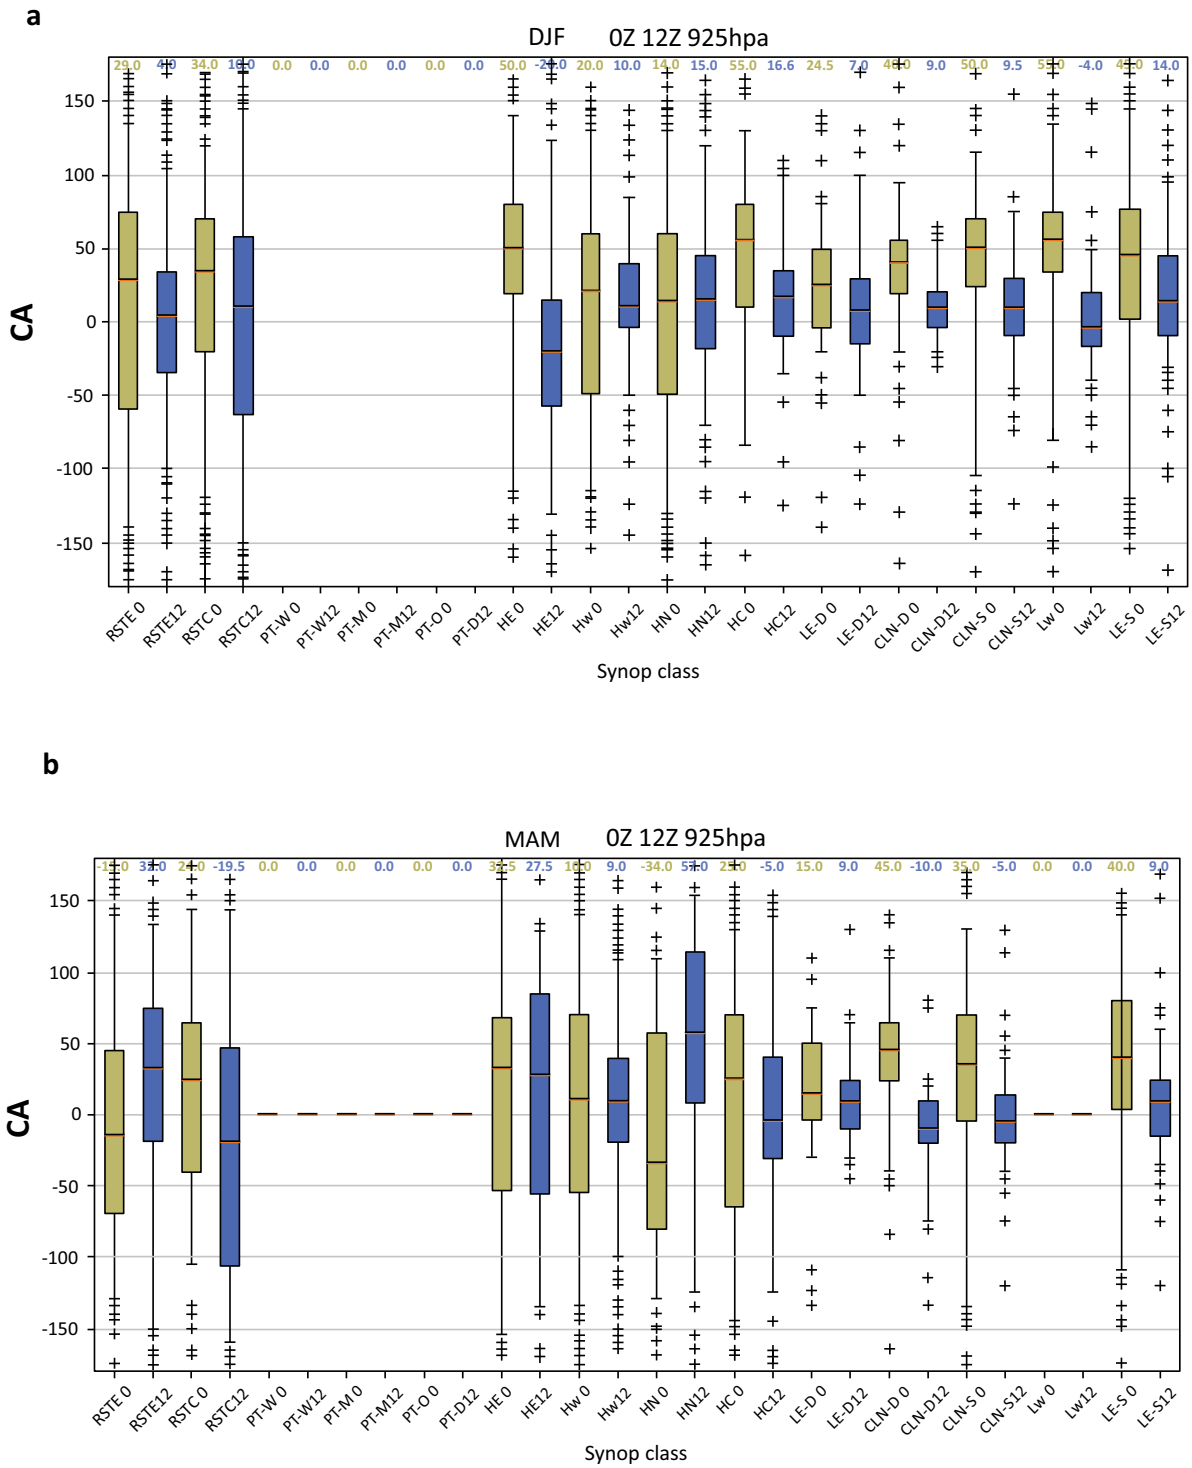 a
DJF 0Z 12Z 925hpa
29.0 4.0 34.0 10.0 0.0 0.0 0.0 0.0 0.0 0.0 50.0 -20.0 20.0 10.0 14.0 15.0 55.0 16.6 24.5 7.0 40.0 9.0 50.0 9.5 55.0 -4.0 45.0 14.0
150
100
50
0
-50
-100
-150
CA
RSTE 0 RSTE12 RSTC 0 RSTC12 PT-W 0 PT-W12 PT-M 0 PT-M12 PT-O 0 PT-D12 HE 0 HE12 Hw 0 Hw12 HN 0 HN12 HC 0 HC12 LE-D 0 LE-D12 CLN-D 0 CLN-D12 CLN-S 0 CLN-S12 Lw 0 Lw12 LE-S 0 LE-S12
Synop class
b
MAM 0Z 12Z 925hpa
0.0 0.0 0.0 0.0 0.0 0.0 27.5 9.0 -34.0 -5.0 15.0 9.0 45.0 -10.0 35.0 -5.0 0.0 0.0 40.0 9.0
150
100
50
0
-50
-100
-150
CA
RSTE 0 RSTE12 RSTC 0 RSTC12 PT-W 0 PT-W12 PT-M 0 PT-M12 PT-O 0 PT-D12 HE 0 HE12 Hw 0 Hw12 HN 0 HN12 HC 0 HC12 LE-D 0 LE-D12 CLN-D 0 CLN-D12 CLN-S 0 CLN-S12 Lw 0 Lw12 LE-S 0 LE-S12
Synop class